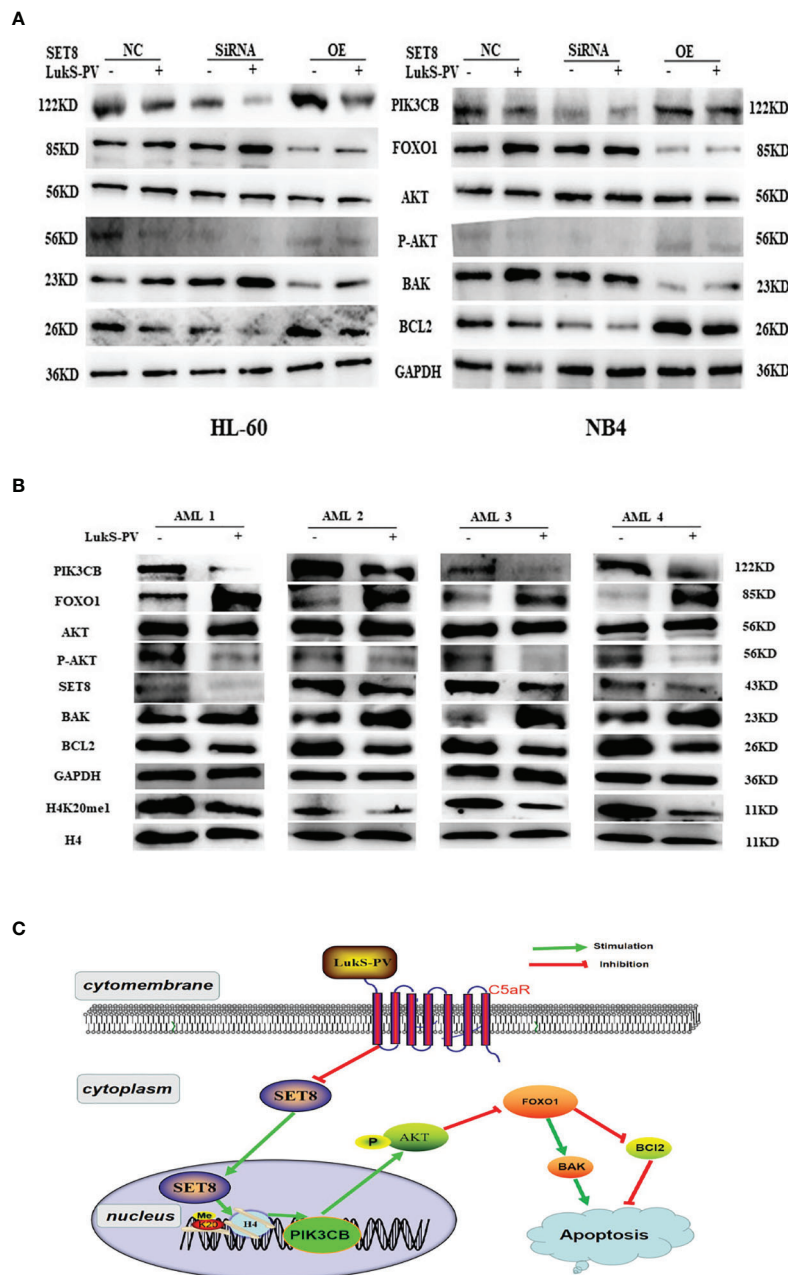 A
SET8 NC SiRNA OE NC SiRNA OE
LukS-PV - + - + - + - + - + - +
122KD PIK3CB 122KD
85KD FOXO1 85KD
56KD AKT 56KD
56KD P-AKT 56KD
23KD BAK 23KD
26KD BCL2 26KD
36KD GAPDH 36KD
HL-60 NB4
B
AML 1 AML 2 AML 3 AML 4
LukS-PV - + - + - + - +
PIK3CB 122KD
FOXO1 85KD
AKT 56KD
P-AKT 56KD
SET8 43KD
BAK 23KD
BCL2 26KD
GAPDH 36KD
H4K20me1 11KD
H4 11KD
C
LukS-PV
Stimulation
Inhibition
C5aR
cytomembrane
cytoplasm
SET8
P AKT
FOXO1
BAK
BCl2
SET8
nucleus
Me
H4
PIK3CB
Apoptosis